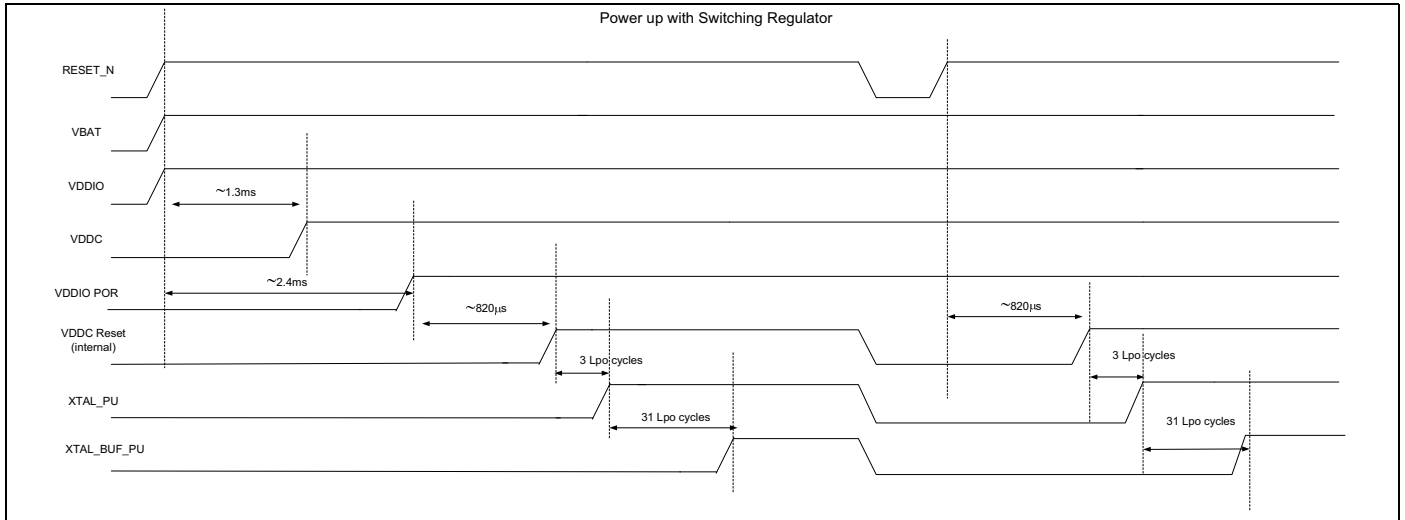 Power up with Switching Regulator
RESET_N
VBAT
VDDIO
~1.3ms
VDDC
~2.4ms
VDDIO POR
~820µs
~820µs
VDDC Reset
(internal)
3 Lpo cycles
3 Lpo cycles
XTAL_PU
31 Lpo cycles
31 Lpo cycles
XTAL_BUF_PU